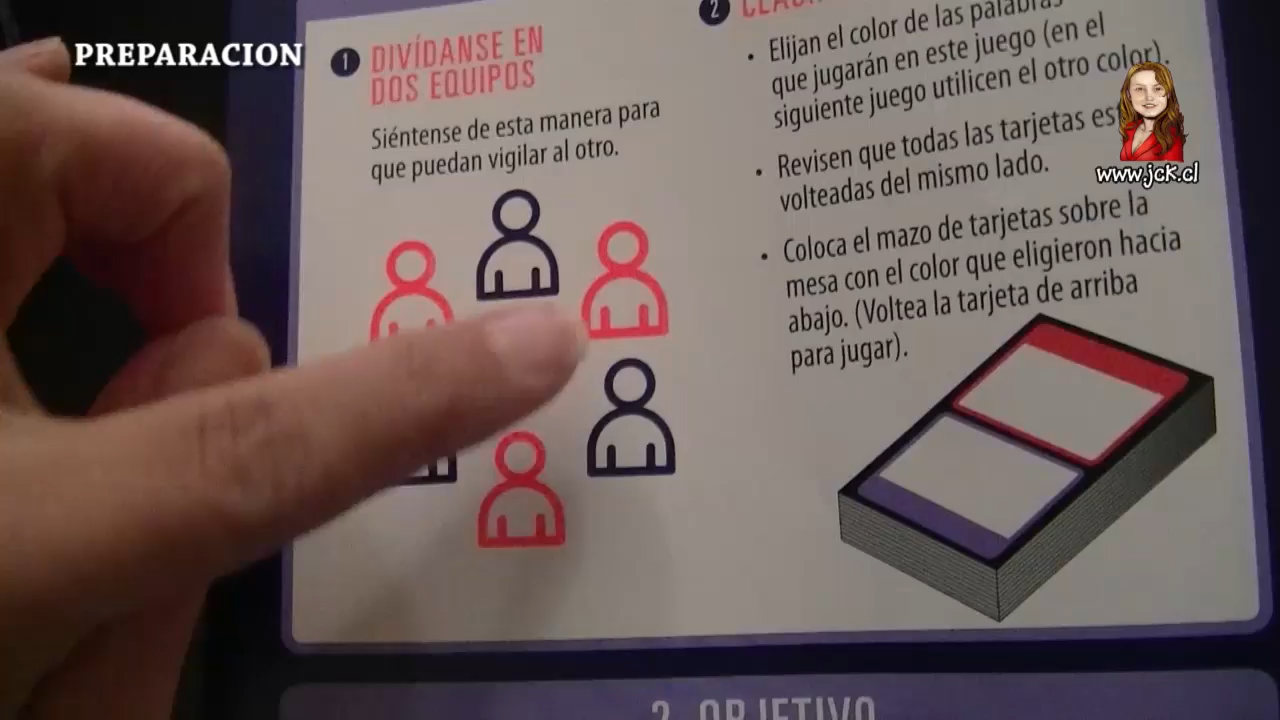 PREPARACION
1 DIVÍDANSE EN
DOS EQUIPOS
Siéntense de esta manera para
que puedan vigilar al otro.
2
• Elijan el color de las palabras
que jugarán en este juego (en el
siguiente juego utilicen el otro color).
• Revisen que todas las tarjetas
volteadas del mismo lado.
• Coloca el mazo de tarjetas sobre la
mesa con el color que eligieron hacia
abajo. (Voltea la tarjeta de arriba
para jugar).
www.jck.cl
2. OBJETIVO